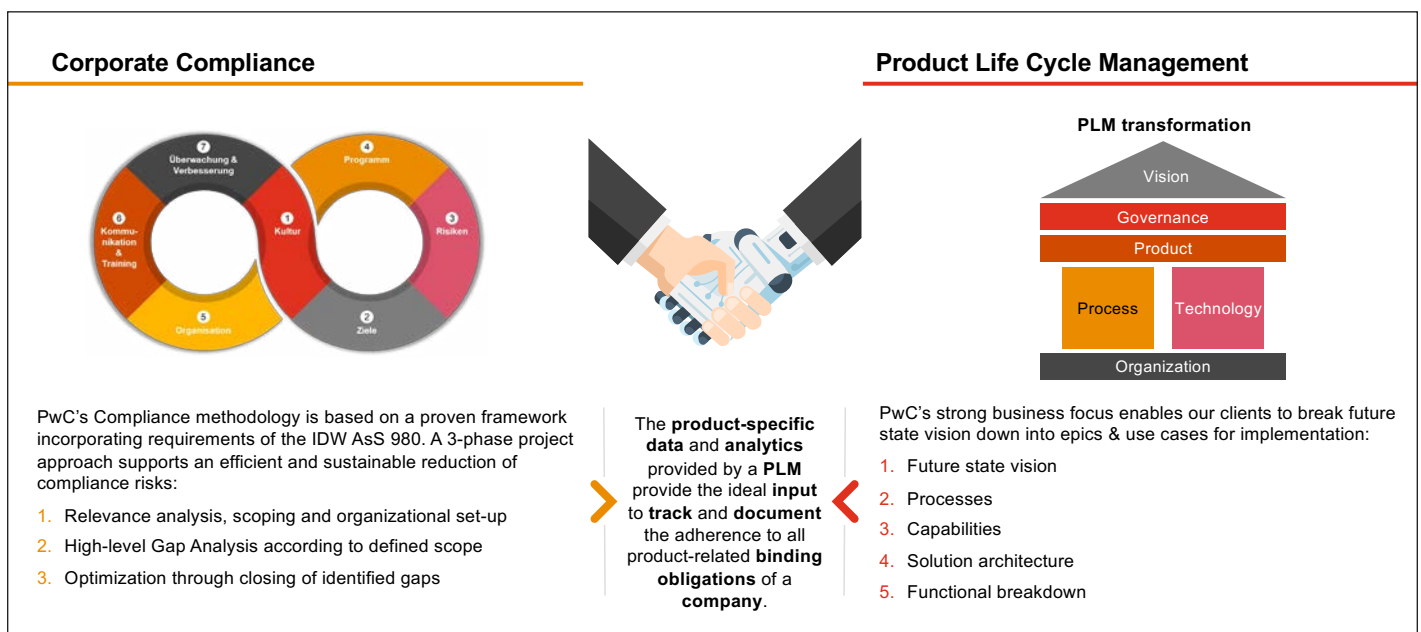 Corporate Compliance
Product Life Cycle Management
7
Überwachung &
Verbesserung
4
Programm
6
Kommu-
nikation
&
Training
1
Kultur
3
Risiken
5
Organisation
2
Ziele
PLM transformation
Vision
Governance
Product
Process
Technology
Organization
PwC's Compliance methodology is based on a proven framework
incorporating requirements of the IDW AsS 980. A 3-phase project
approach supports an efficient and sustainable reduction of
compliance risks:
1. Relevance analysis, scoping and organizational set-up
2. High-level Gap Analysis according to defined scope
3. Optimization through closing of identified gaps
The product-specific
data and analytics
provided by a PLM
provide the ideal input
to track and document
the adherence to all
product-related binding
obligations of a
company.
PwC's strong business focus enables our clients to break future
state vision down into epics & use cases for implementation:
1. Future state vision
2. Processes
3. Capabilities
4. Solution architecture
5. Functional breakdown